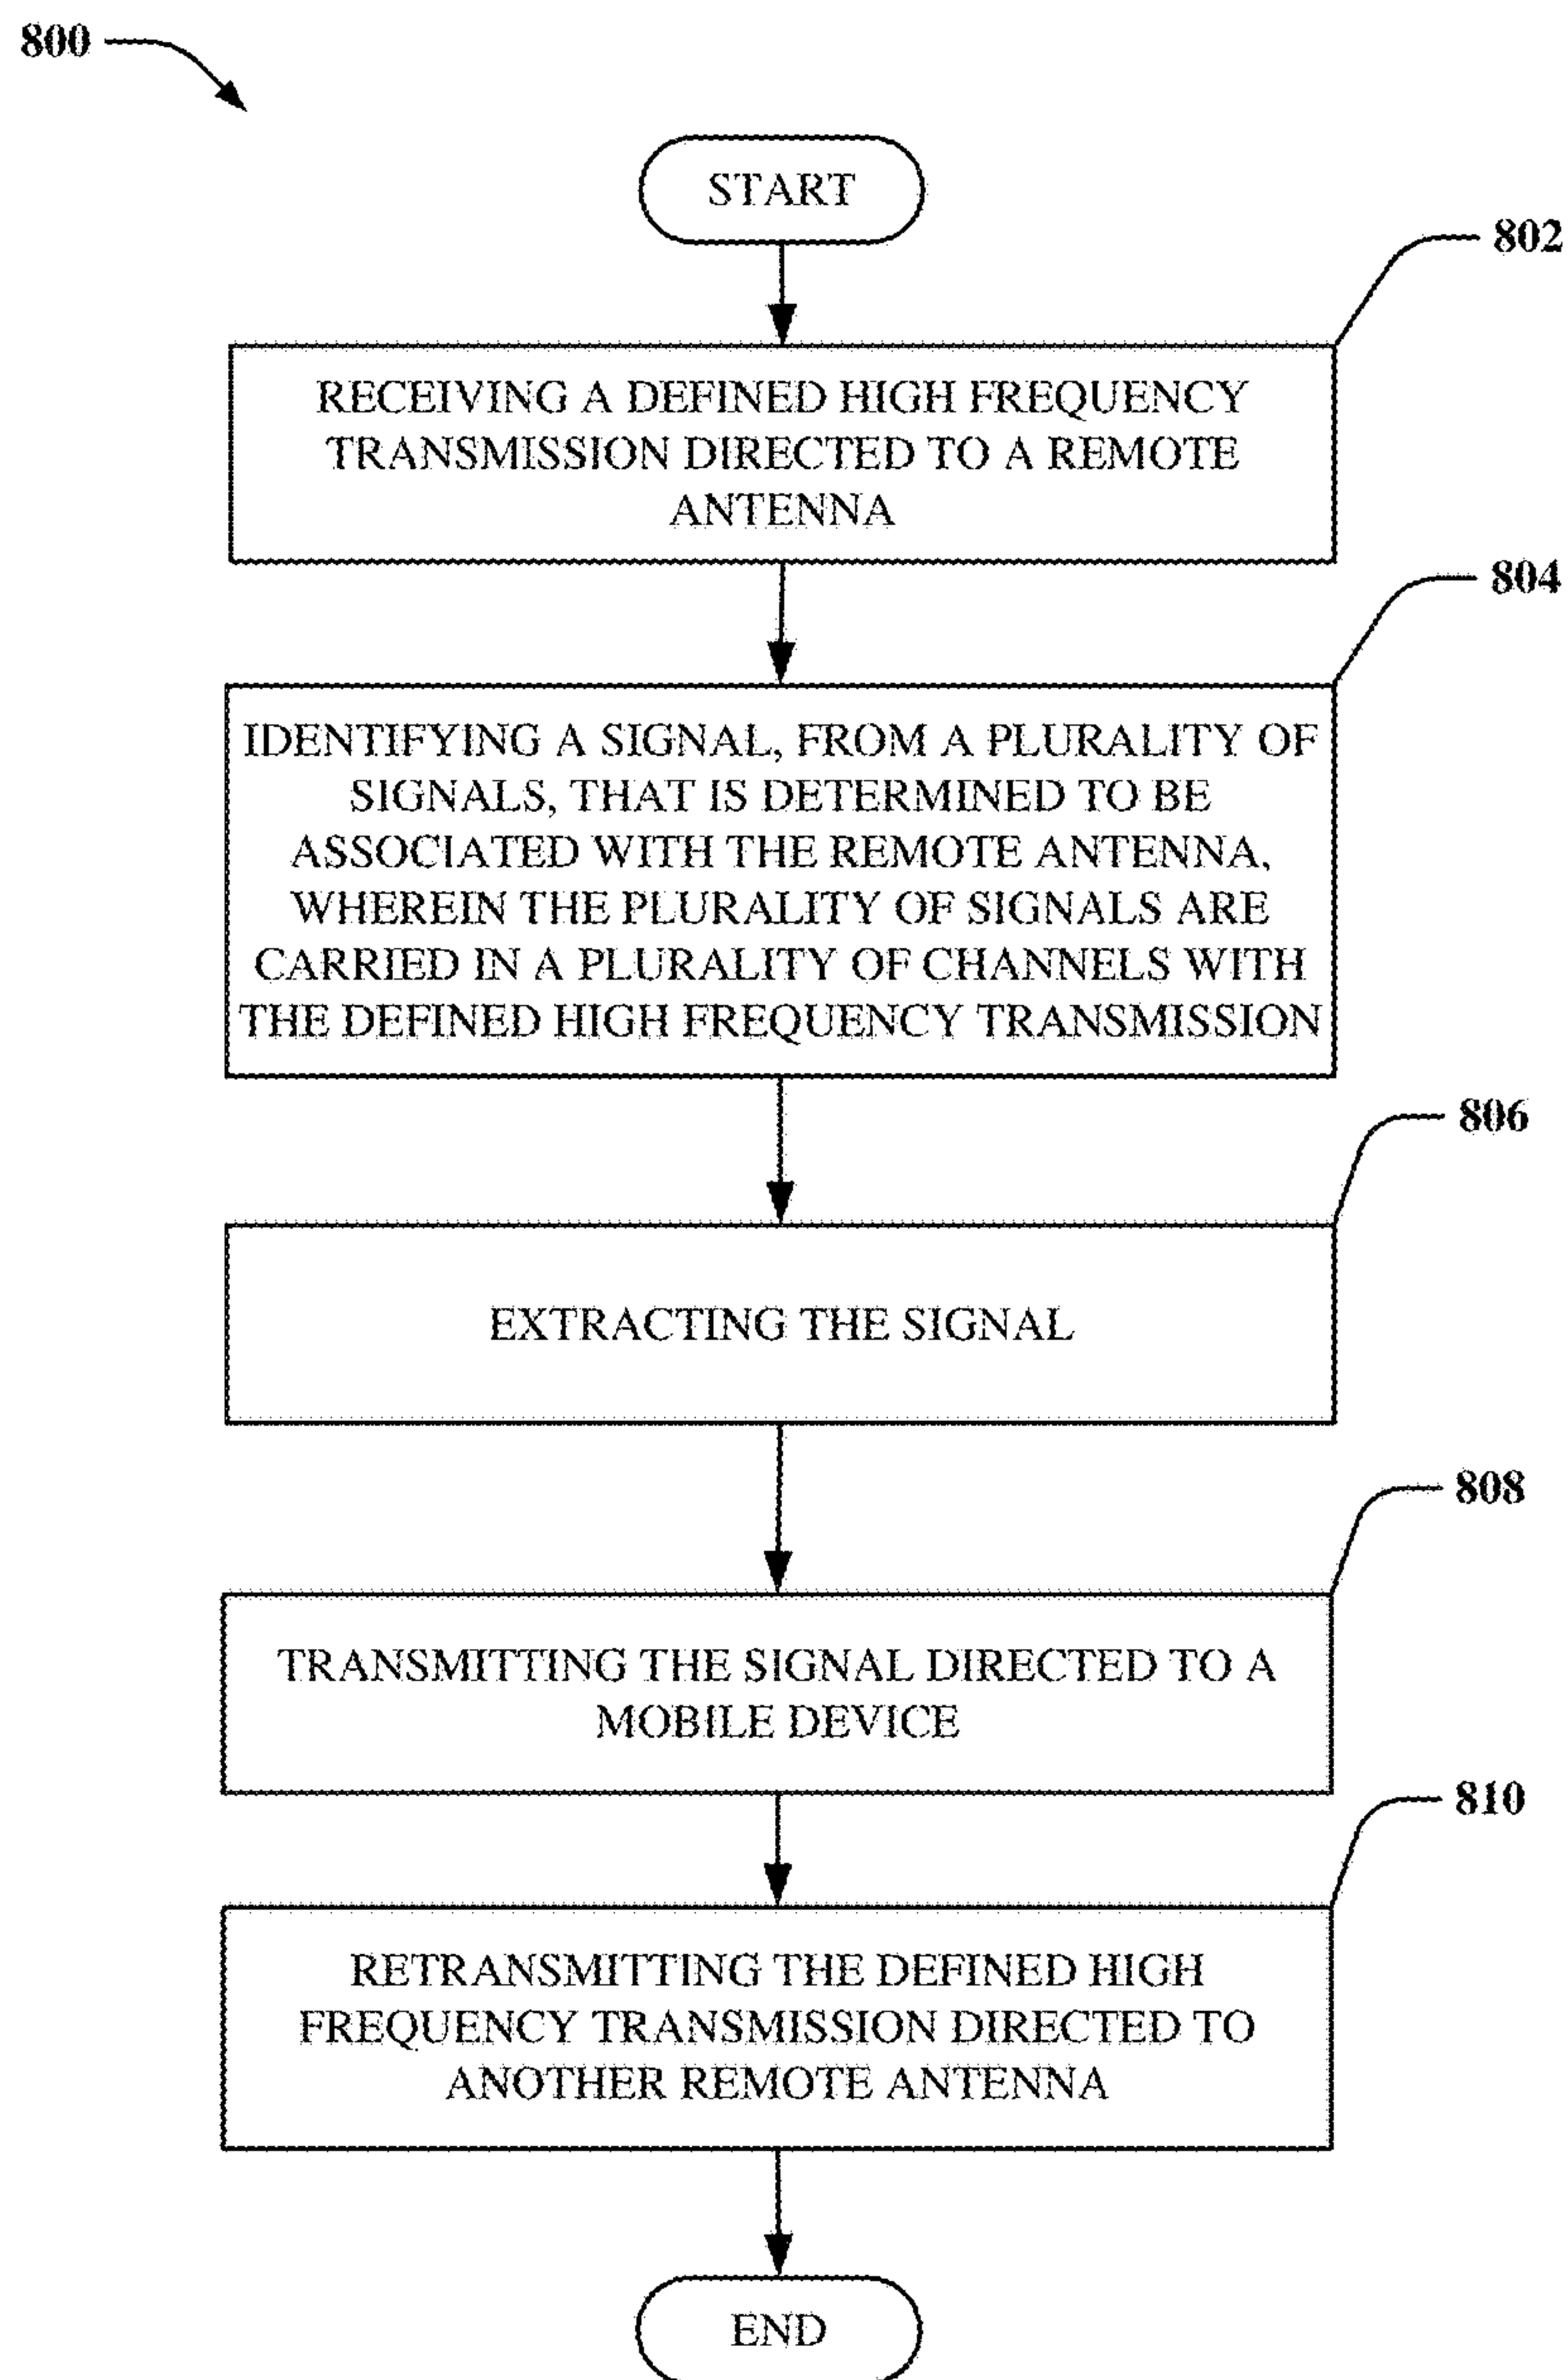 800
START
802
RECEIVING A DEFINED HIGH FREQUENCY
TRANSMISSION DIRECTED TO A REMOTE
ANTENNA
804
IDENTIFYING A SIGNAL, FROM A PLURALITY OF
SIGNALS, THAT IS DETERMINED TO BE
ASSOCIATED WITH THE REMOTE ANTENNA,
WHEREIN THE PLURALITY OF SIGNALS ARE
CARRIED IN A PLURALITY OF CHANNELS WITH
THE DEFINED HIGH FREQUENCY TRANSMISSION
806
EXTRACTING THE SIGNAL
808
TRANSMITTING THE SIGNAL DIRECTED TO A
MOBILE DEVICE
810
RETRANSMITTING THE DEFINED HIGH
FREQUENCY TRANSMISSION DIRECTED TO
ANOTHER REMOTE ANTENNA
END